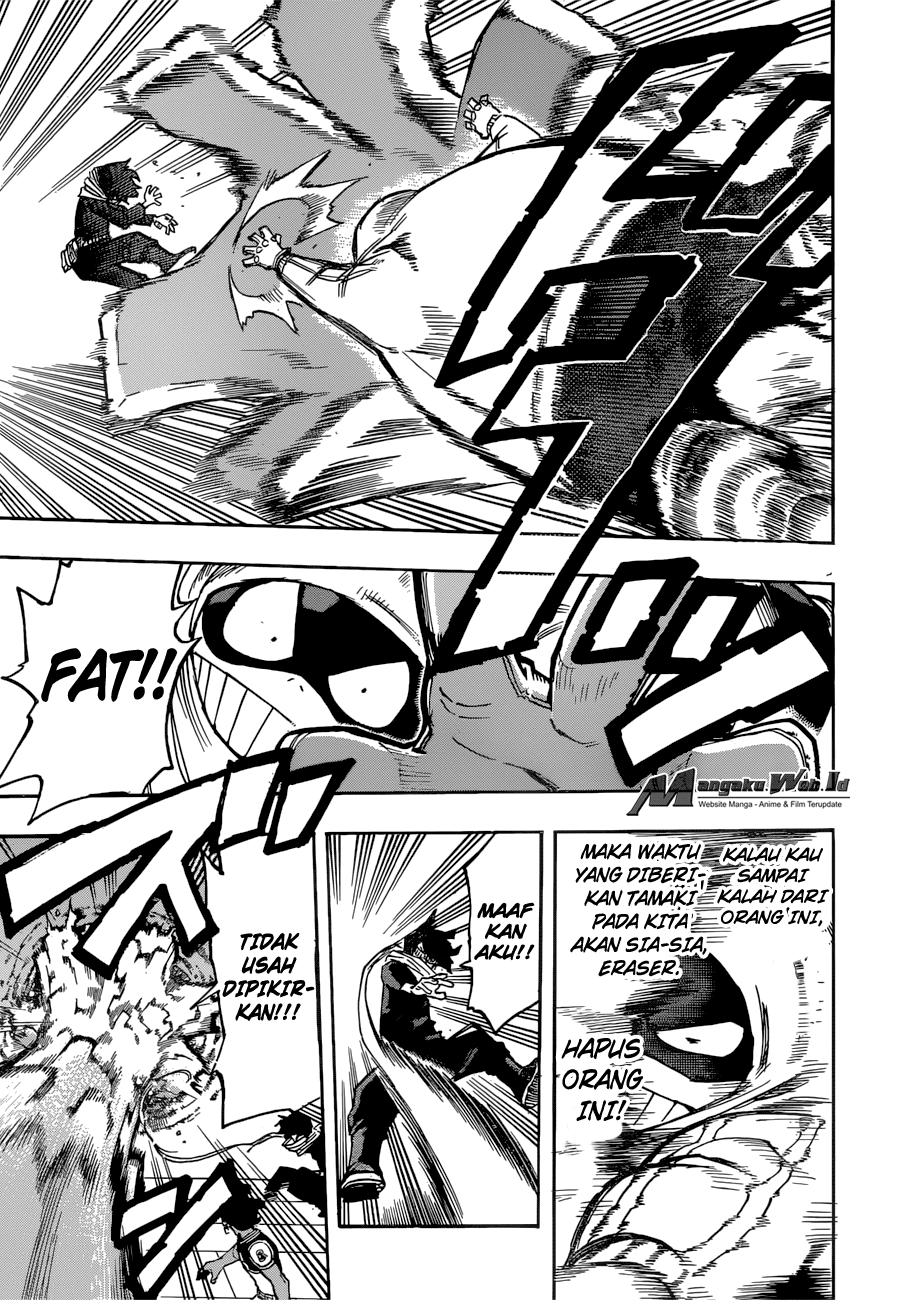 FAT!!
Mangaku.Web.Id
Website Manga - Anime & Film Terupdate
KALAU KAU
SAMPAI
KALAH DARI
ORANG INI,
MAKA WAKTU
YANG DIBERI-
KAN TAMAKI
PADA KITA
AKAN SIA-SIA,
ERASER.
HAPUS
ORANG
INI!
MAAF
KAN
AKU!!
TIDAK
USAH
DIPIKIR-
KAN!!!